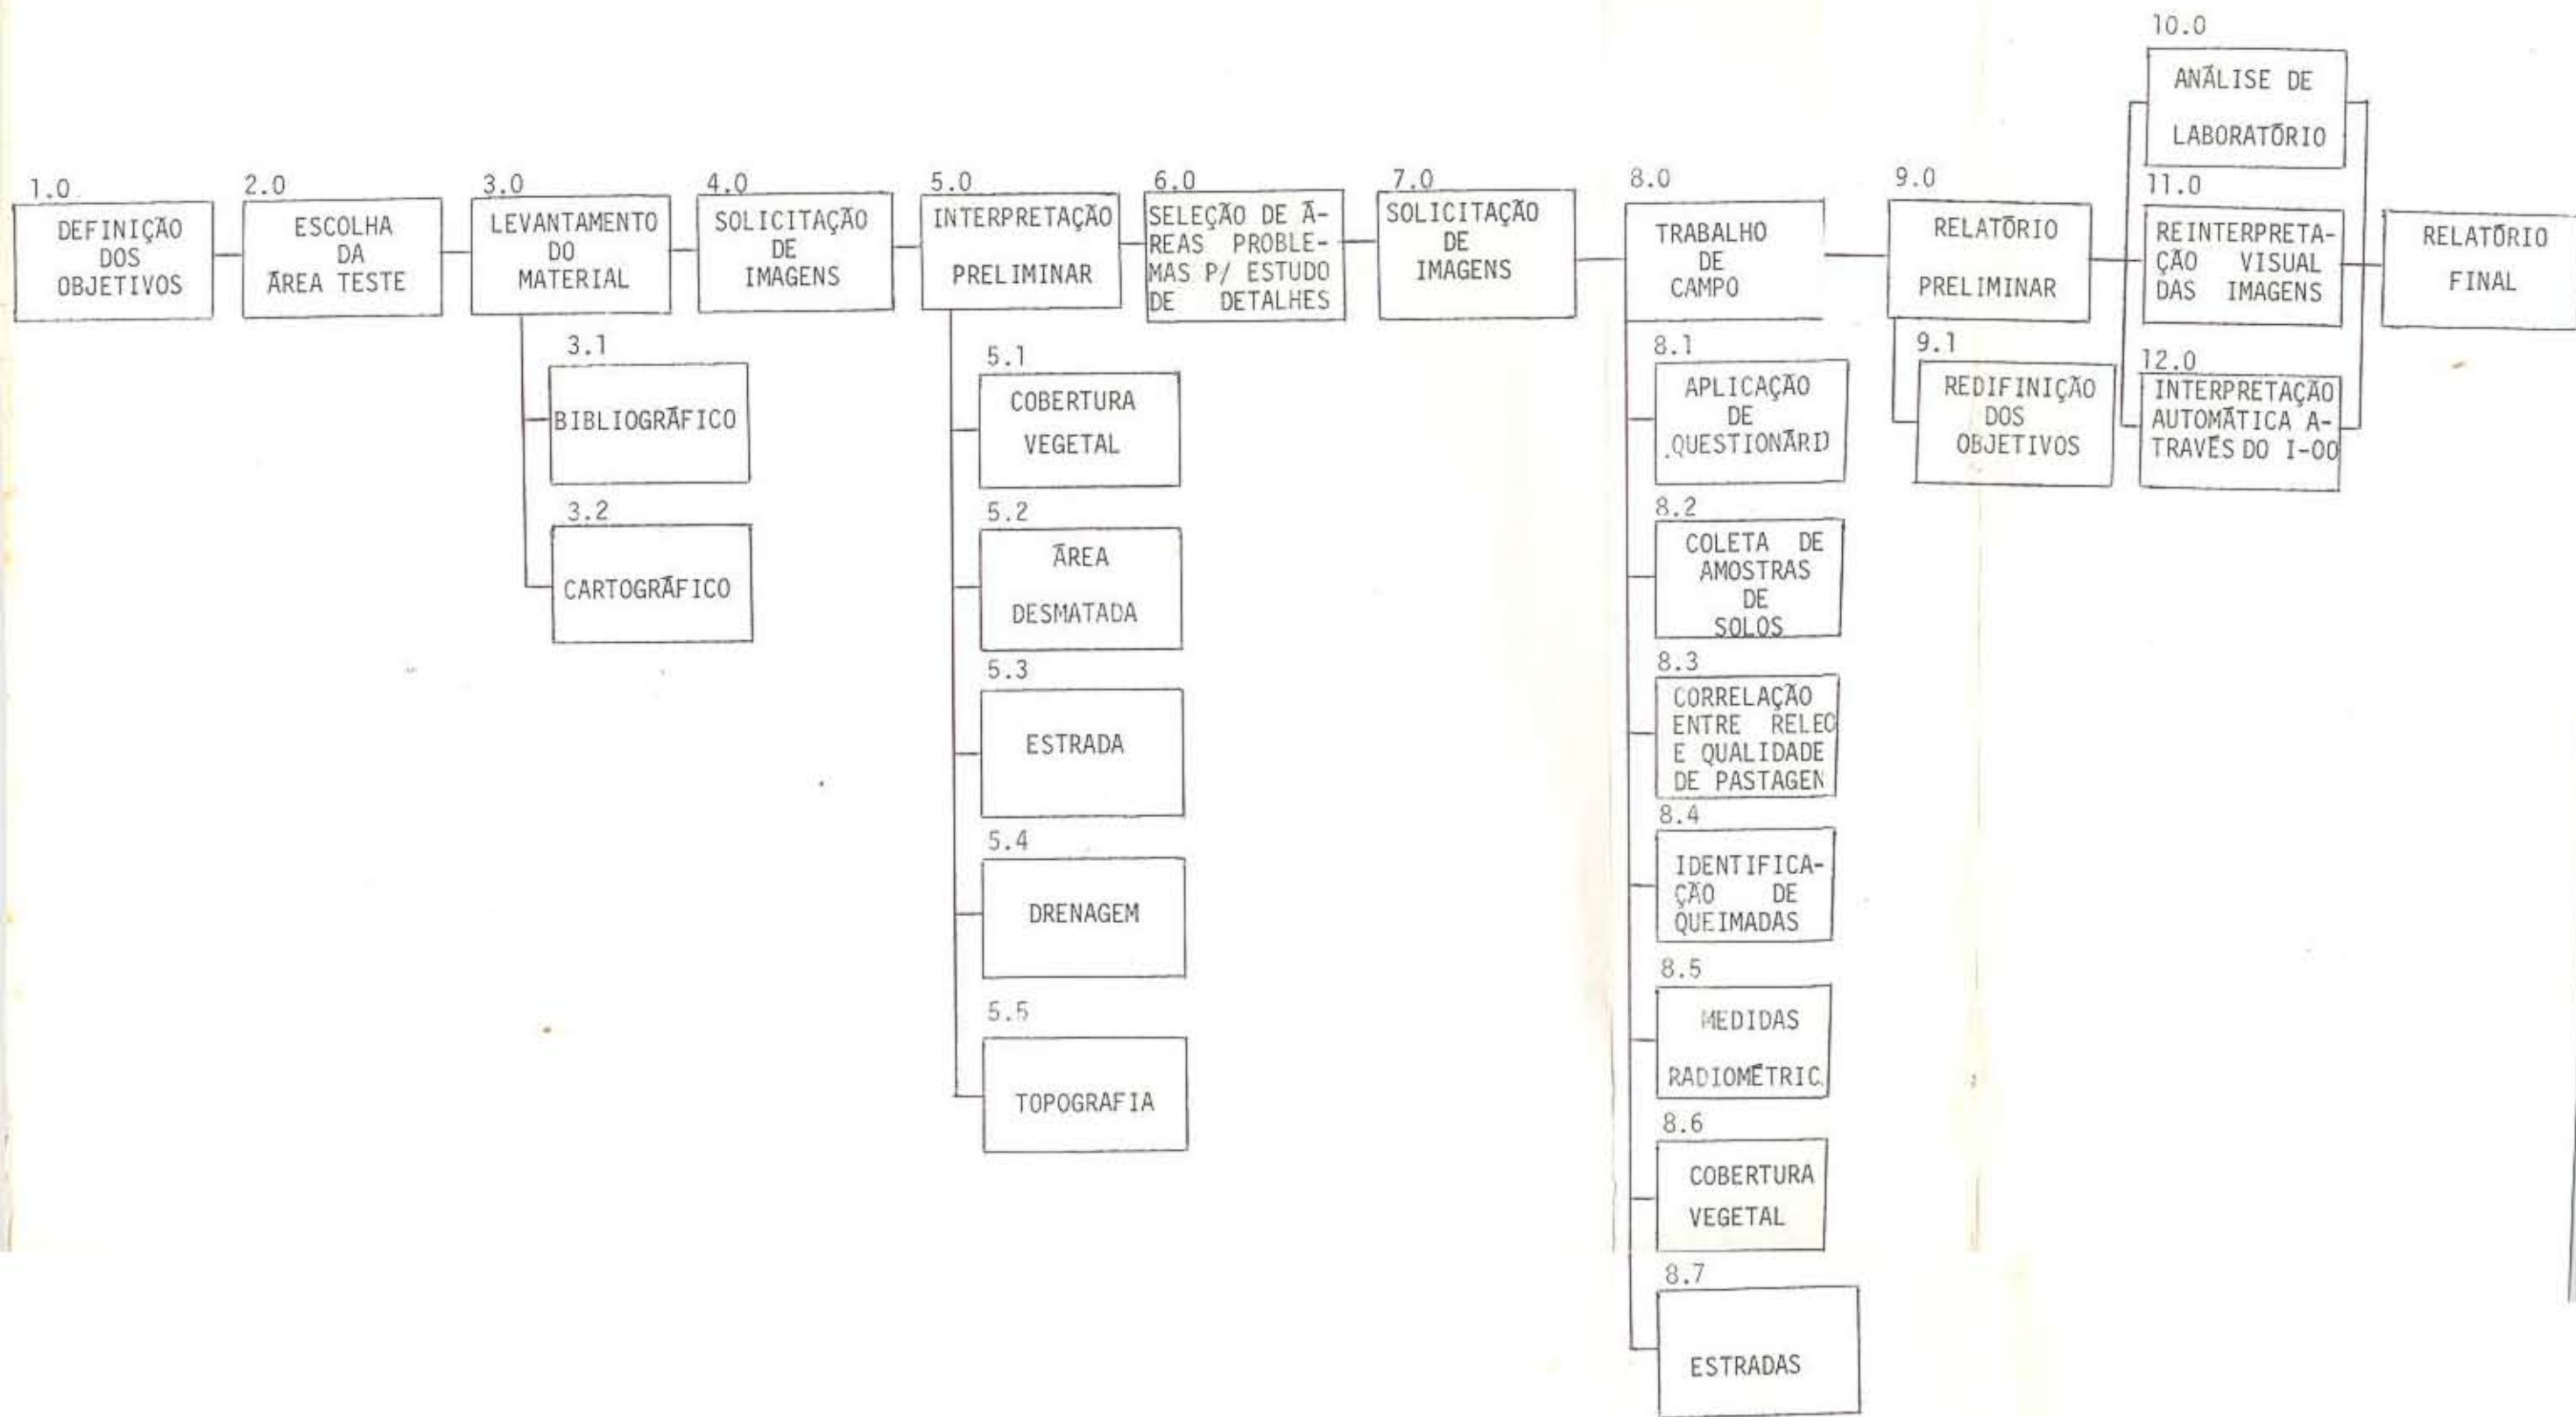 1.0
DEFINIÇÃO
DOS
OBJETIVOS
2.0
ESCOLHA
DA
ÁREA TESTE
3.0
LEVANTAMENTO
DO
MATERIAL
3.1
BIBLIOGRÁFICO
3.2
CARTOGRÁFICO
4.0
SOLICITAÇÃO
DE
IMAGENS
5.0
INTERPRETAÇÃO
PRELIMINAR
5.1
COBERTURA
VEGETAL
5.2
ÁREA
DESMATADA
5.3
ESTRADA
5.4
DRENAGEM
5.5
TOPOGRAFIA
6.0
SELEÇÃO DE Á-
REAS PROBLE-
MAS P/ ESTUDO
DE DETALHES
7.0
SOLICITAÇÃO
DE
IMAGENS
8.0
TRABALHO
DE
CAMPO
8.1
APLICAÇÃO
DE
QUESTIONÁRI
8.2
COLETA DE
AMOSTRAS
DE
SOLOS
8.3
CORRELAÇÃO
ENTRE RELEO
E QUALIDADE
DE PASTAGEN
8.4
IDENTIFICA-
ÇÃO DE
QUEIMADAS
8.5
MEDIDAS
RADIOMÉTRIC
8.6
COBERTURA
VEGETAL
8.7
ESTRADAS
9.0
RELATÓRIO
PRELIMINAR
9.1
REDIFINIÇÃO
DOS
OBJETIVOS
10.0
ANÁLISE DE
LABORATÓRIO
11.0
REINTERPRETA-
ÇÃO VISUAL
DAS IMAGENS
12.0
INTERPRETAÇÃO
AUTOMÁTICA A-
TRAVÉS DO I-00
RELATÓRIO
FINAL